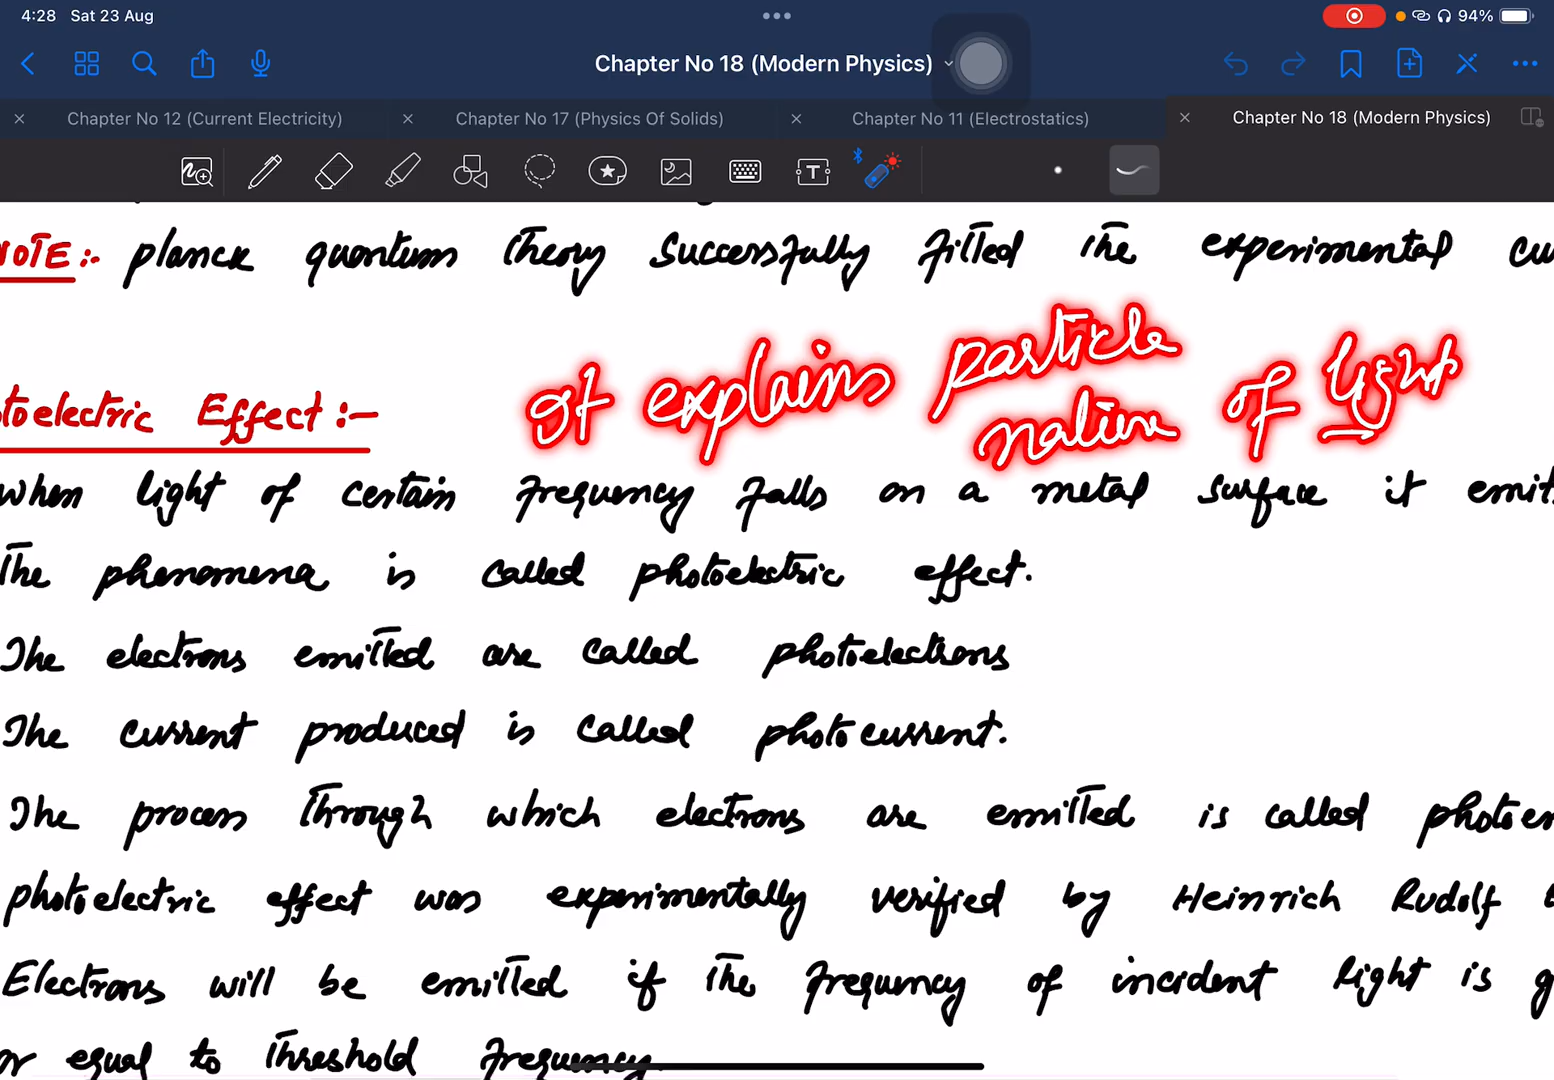 4:28 Sat 23 Aug
94%
Chapter No 18 (Modern Physics)
Chapter No 12 (Current Electricity)
Chapter No 17 (Physics Of Solids)
Chapter No 11 (Electrostatics)
Chapter No 18 (Modern Physics)
NOTE:- planck quantum theory successfully fitted the experimental cu
It explains particle nature of light
toelectric Effect:-
when light of certain frequency falls on a metal surface it emit
The phenomena is called photoelectric effect.
The electrons emitted are called photoelectrons
The current produced is called photocurrent.
The process through which electrons are emitted is called photoem
photoelectric effect was experimentally verified by Heinrich Rudolf
Electrons will be emitted if the frequency of incident light is g
or equal to threshold frequency